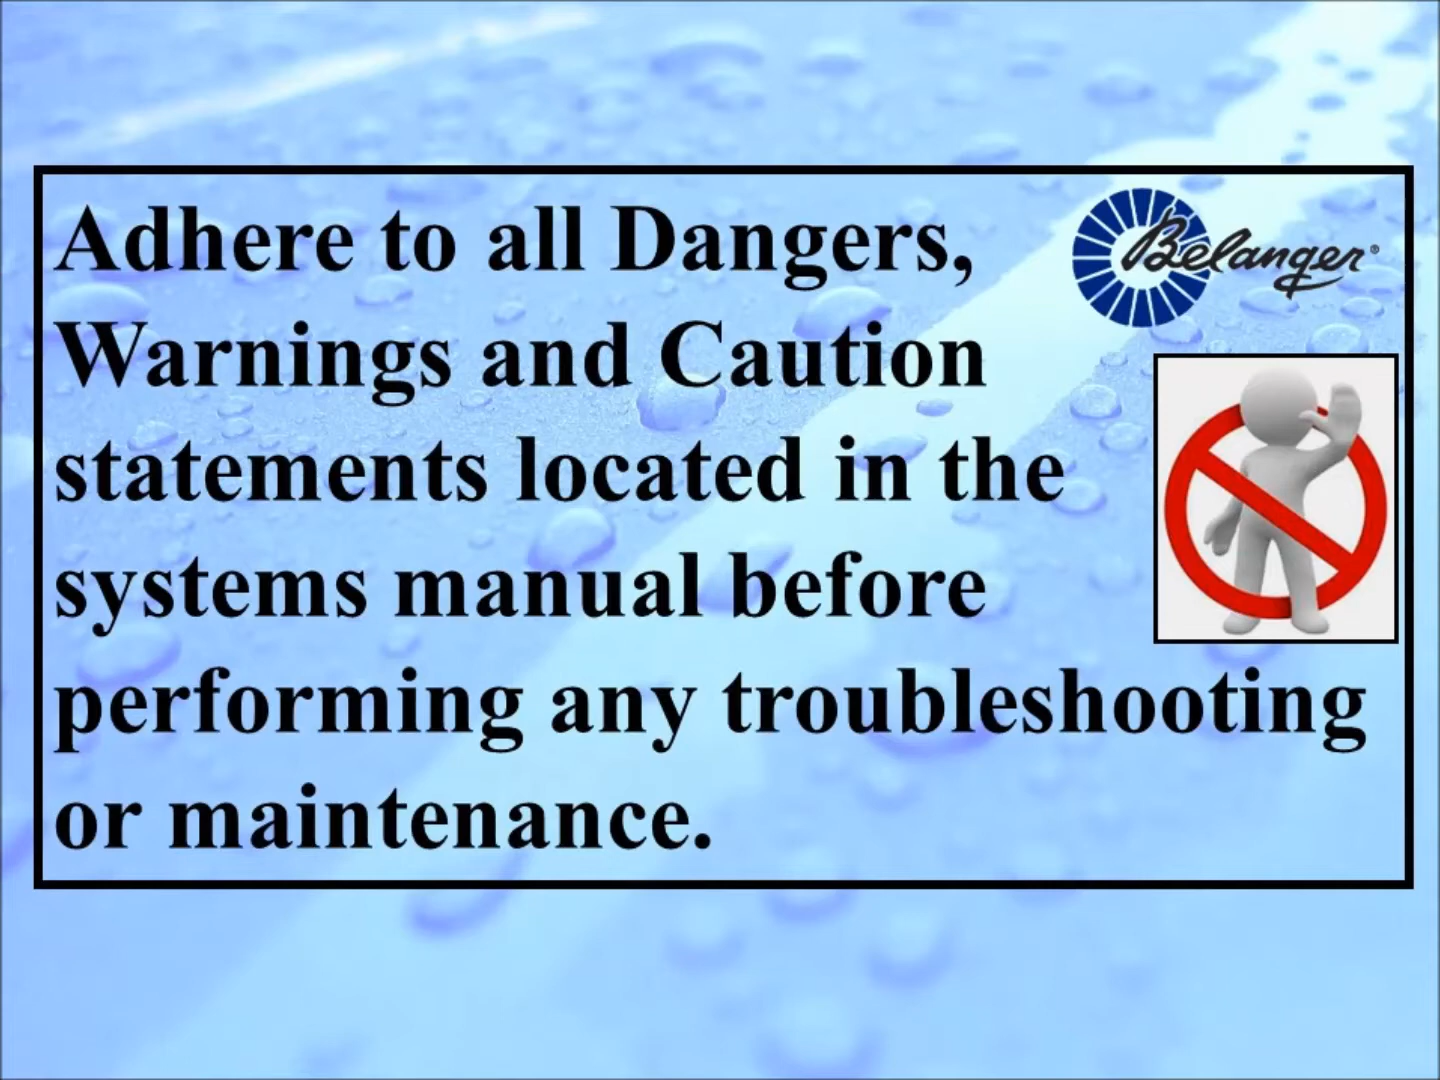 Adhere to all Dangers,
Belanger®
Warnings and Caution
statements located in the
systems manual before
performing any troubleshooting
or maintenance.